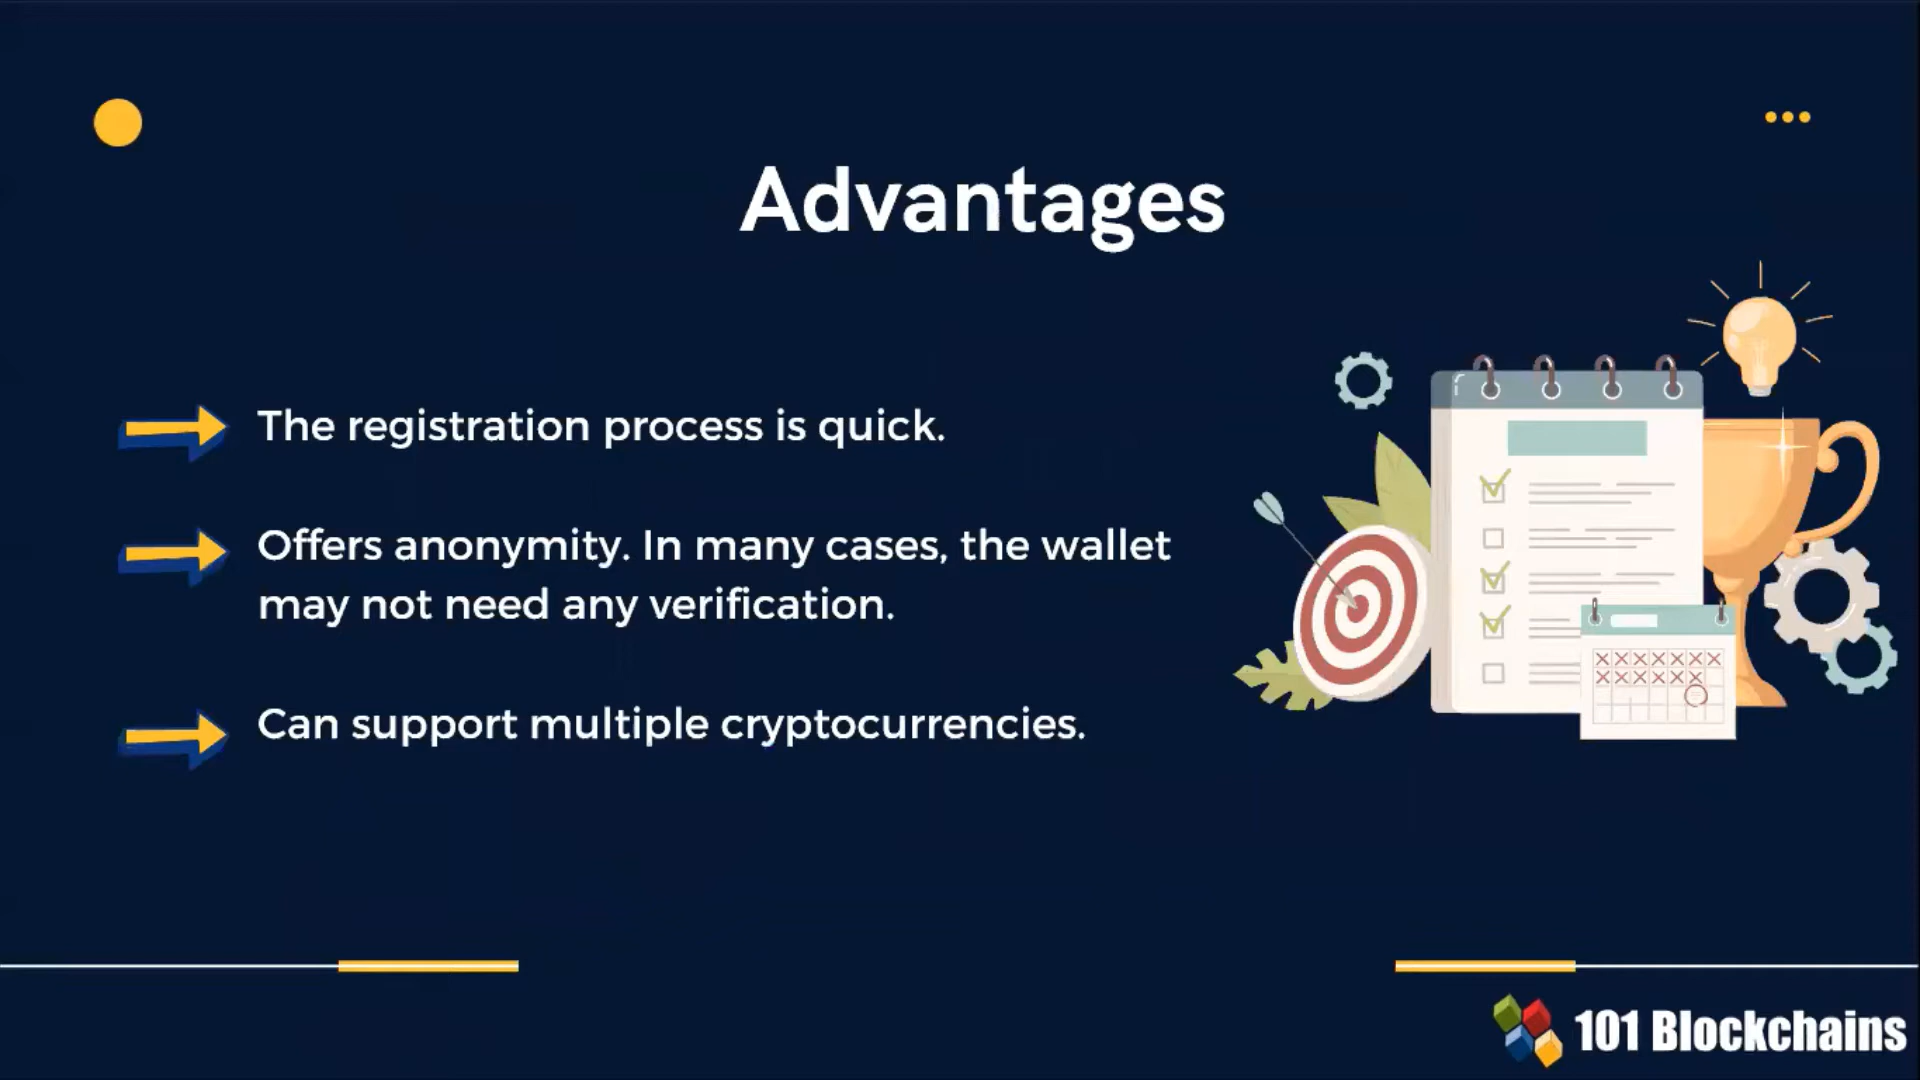 Advantages
The registration process is quick.
Offers anonymity. In many cases, the wallet
may not need any verification.
Can support multiple cryptocurrencies.
101 Blockchains